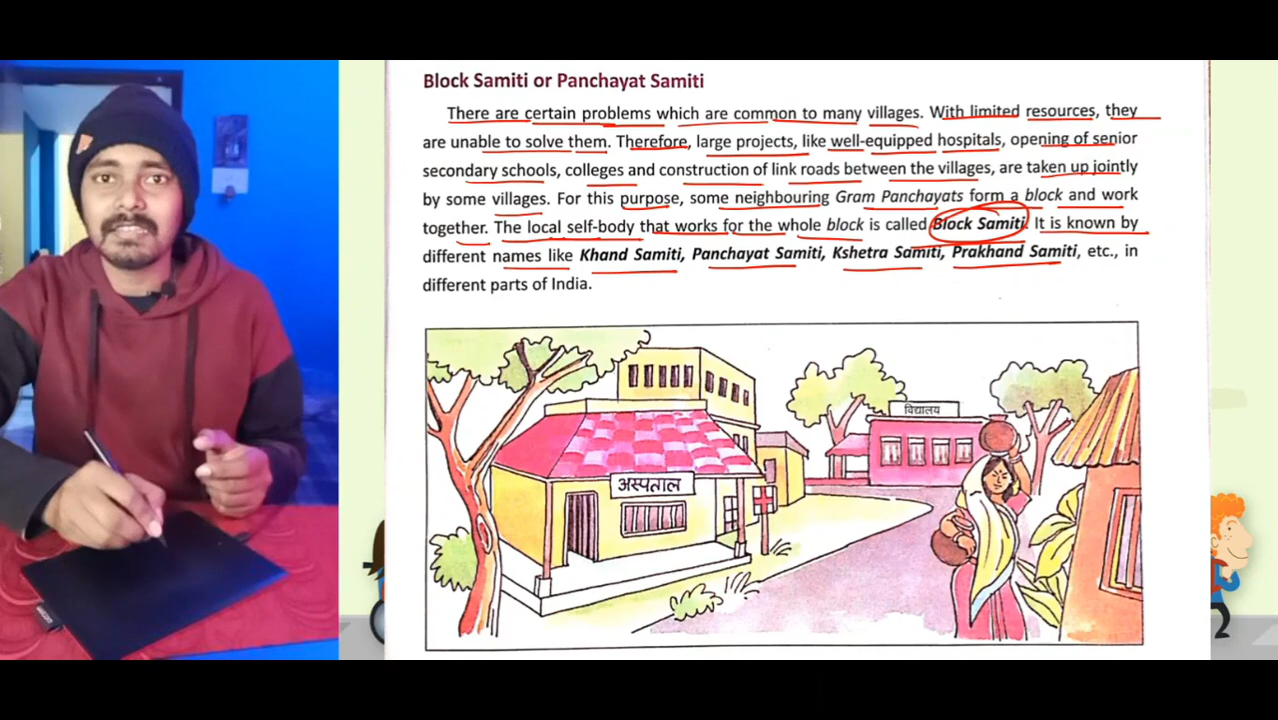 Block Samiti or Panchayat Samiti
There are certain problems which are common to many villages. With limited resources, they
are unable to solve them. Therefore, large projects, like well-equipped hospitals, opening of senior
secondary schools, colleges and construction of link roads between the villages, are taken up jointly
by some villages. For this purpose, some neighbouring Gram Panchayats form a block and work
together. The local self-body that works for the whole block is called Block Samiti. It is known by
different names like Khand Samiti, Panchayat Samiti, Kshetra Samiti, Prakhand Samiti, etc., in
different parts of India.
विद्यालय
अस्पताल